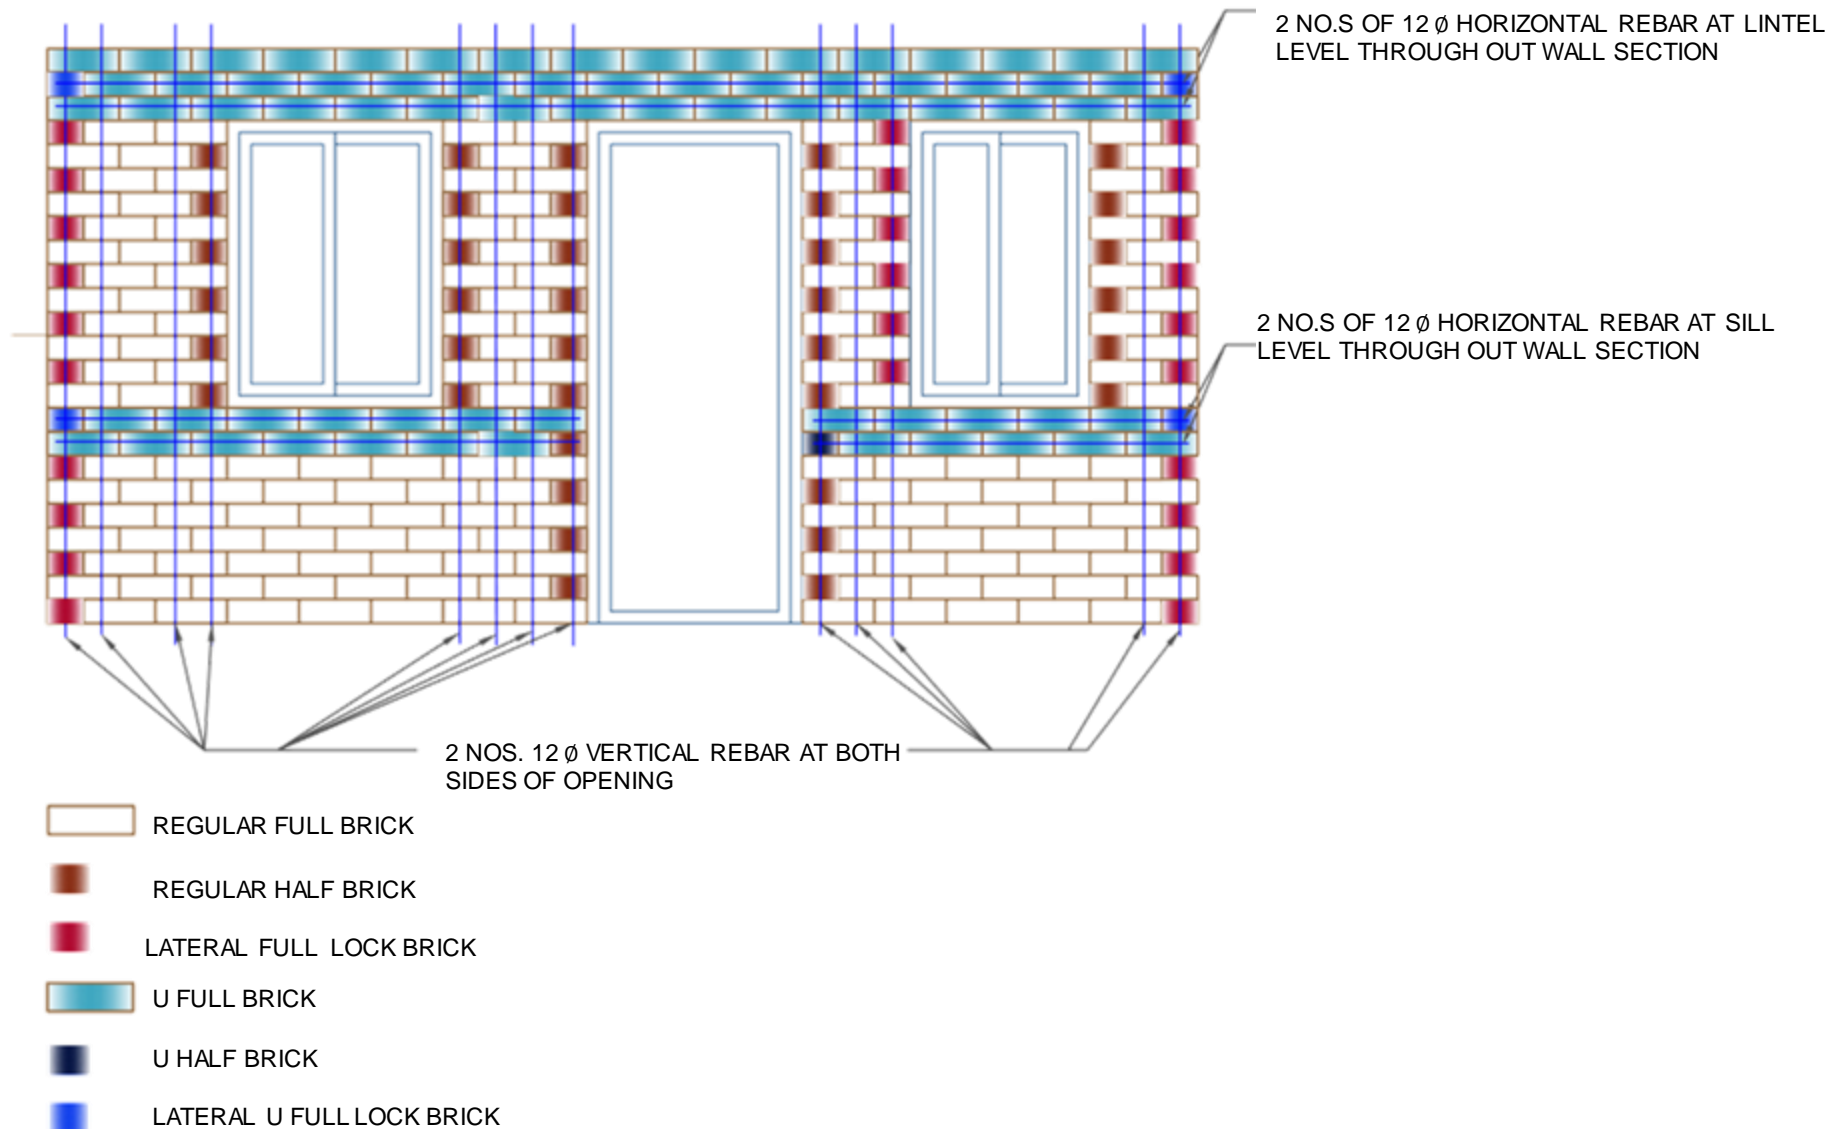 2 NO.S OF 12 Ø HORIZONTAL REBAR AT LINTEL
LEVEL THROUGH OUT WALL SECTION
2 NO.S OF 12 Ø HORIZONTAL REBAR AT SILL
LEVEL THROUGH OUT WALL SECTION
2 NOS. 12 Ø VERTICAL REBAR AT BOTH
SIDES OF OPENING
REGULAR FULL BRICK
REGULAR HALF BRICK
LATERAL FULL LOCK BRICK
U FULL BRICK
U HALF BRICK
LATERAL U FULL LOCK BRICK